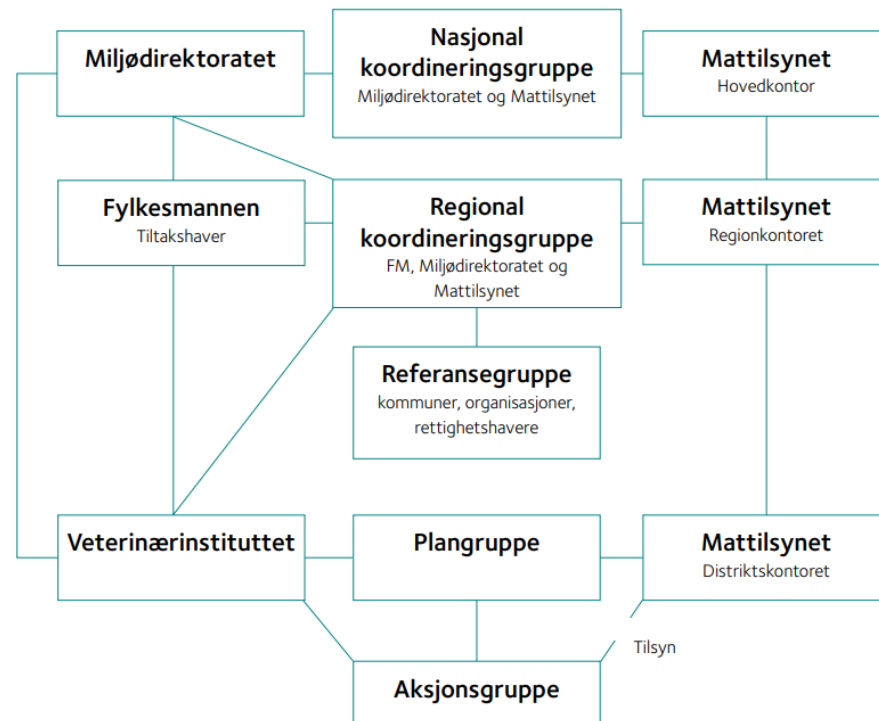 Miljødirektoratet
Nasjonal
koordineringsgruppe
Miljødirektoratet og Mattilsynet
Mattilsynet
Hovedkontor
Fylkesmannen
Tiltakshaver
Regional
koordineringsgruppe
FM, Miljødirektoratet og
Mattilsynet
Mattilsynet
Regionkontoret
Referansegruppe
kommuner, organisasjoner,
rettighetshavere
Veterinærinstituttet
Plangruppe
Mattilsynet
Distriktskontoret
Tilsyn
Aksjonsgruppe